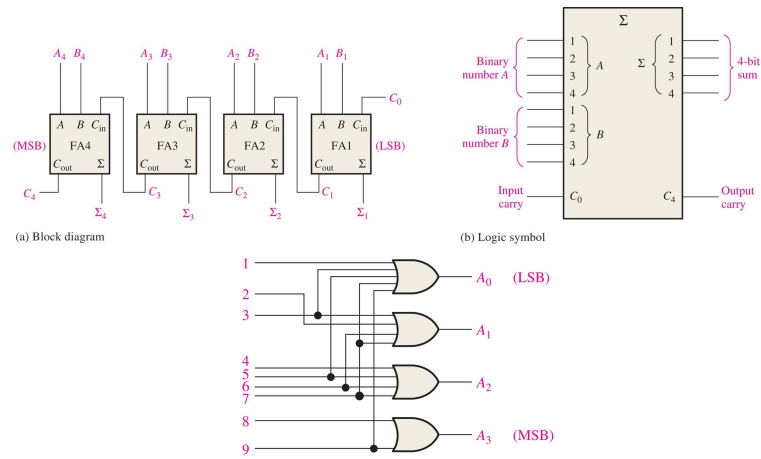 A₄ B₄ A₃ B₃ A₂ B₂ A₁ B₁
C₀
(MSB) A B Cᵢₙ A B Cᵢₙ A B Cᵢₙ A B Cᵢₙ (LSB)
FA4 FA3 FA2 FA1
Cₒᵤₜ Σ Cₒᵤₜ Σ Cₒᵤₜ Σ Cₒᵤₜ Σ
C₄ C₃ C₂ C₁
Σ₄ Σ₃ Σ₂ Σ₁
(a) Block diagram
Σ
Binary
number A
1
2
3
4
A
Σ
1
2
3
4
4-bit
sum
Binary
number B
1
2
3
4
B
Input
carry
C₀
C₄
Output
carry
(b) Logic symbol
1
A₀ (LSB)
2
3
A₁
4
5
6
7
A₂
8
A₃ (MSB)
9